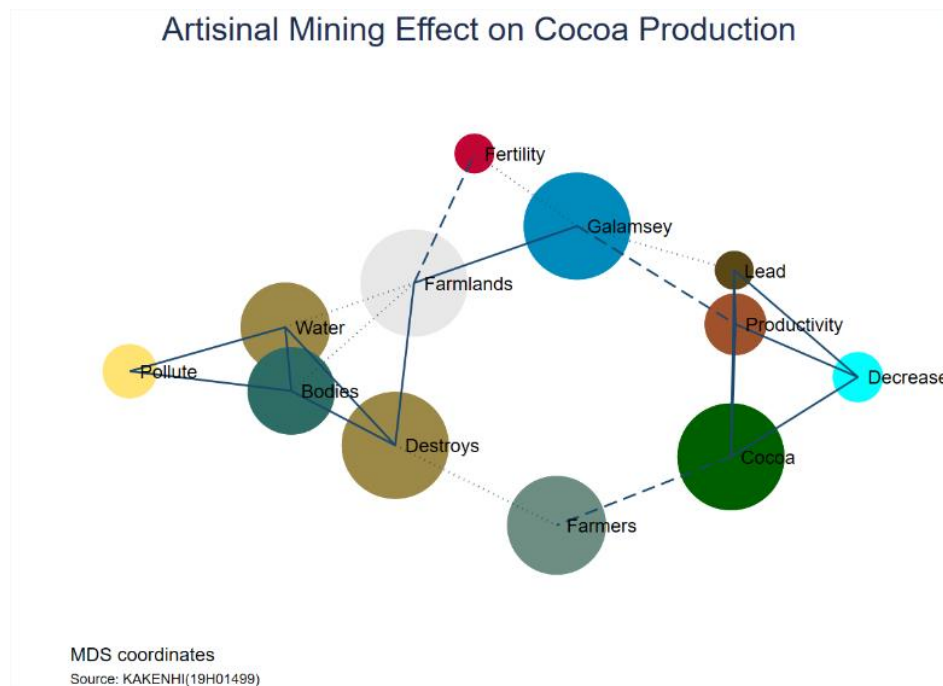 Artisinal Mining Effect on Cocoa Production
Fertility
Galamsey
Lead
Farmlands
Water
Productivity
Pollute
Decrease
Bodies
Destroys
Cocoa
Farmers
MDS coordinates
Source: KAKENHI(19H01499)